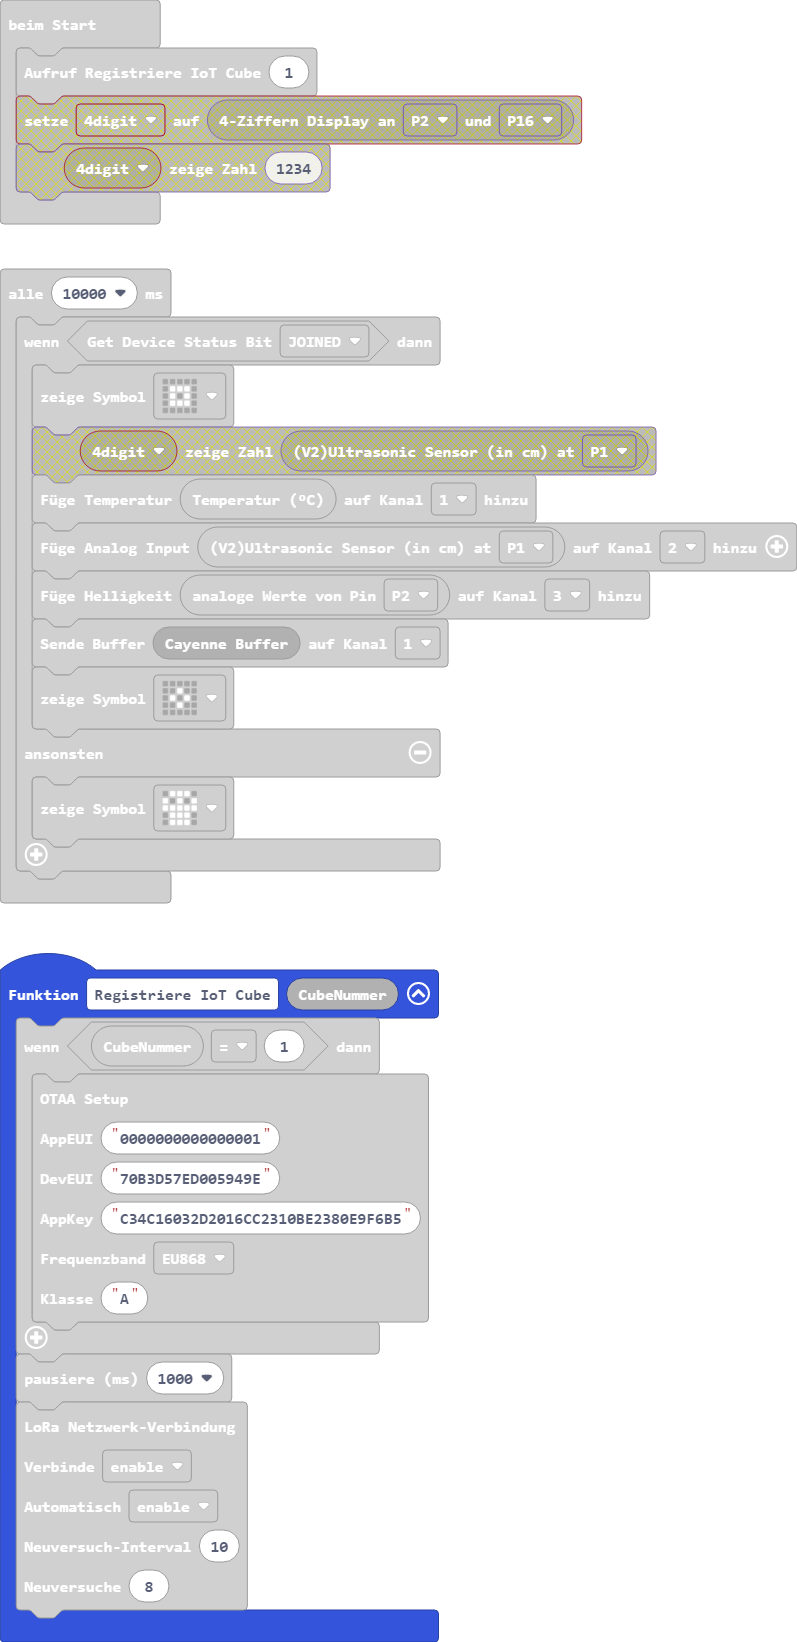 beim Start
Aufruf Registriere IoT Cube 1
setze 4digit auf 4-Ziffern Display an P2 und P16
4digit zeige Zahl 1234
alle 10000 ms
wenn Get Device Status Bit JOINED dann
zeige Symbol
4digit zeige Zahl (V2)Ultrasonic Sensor (in cm) at P1
Füge Temperatur Temperatur (°C) auf Kanal 1 hinzu
Füge Analog Input (V2)Ultrasonic Sensor (in cm) at P1 auf Kanal 2 hinzu
Füge Helligkeit analoge Werte von Pin P2 auf Kanal 3 hinzu
Sende Buffer Cayenne Buffer auf Kanal 1
zeige Symbol
ansonsten
zeige Symbol
Funktion Registriere IoT Cube CubeNummer
wenn CubeNummer = 1 dann
OTAA Setup
AppEUI "0000000000000001"
DevEUI "70B3D57ED005949E"
AppKey "C34C16032D2016CC2310BE2380E9F6B5"
Frequenzband EU868
Klasse "A"
pausiere (ms) 1000
LoRa Netzwerk-Verbindung
Verbinde enable
Automatisch enable
Neuversuch-Interval 10
Neuversuche 8